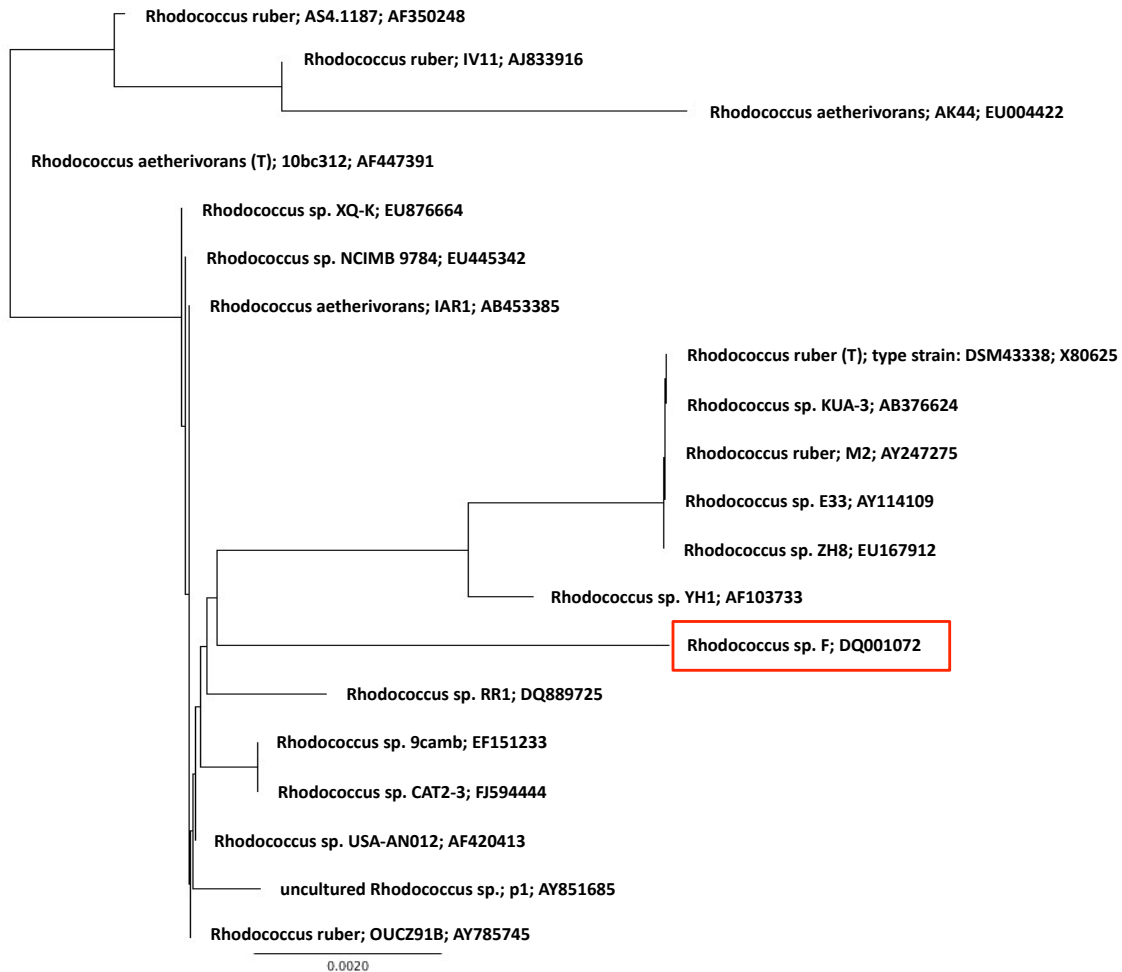 Rhodococcus ruber; AS4.1187; AF350248
Rhodococcus ruber; IV11; AJ833916
Rhodococcus aetherivorans; AK44; EU004422
Rhodococcus aetherivorans (T); 10bc312; AF447391
Rhodococcus sp. XQ-K; EU876664
Rhodococcus sp. NCIMB 9784; EU445342
Rhodococcus aetherivorans; IAR1; AB453385
Rhodococcus ruber (T); type strain: DSM43338; X80625
Rhodococcus sp. KUA-3; AB376624
Rhodococcus ruber; M2; AY247275
Rhodococcus sp. E33; AY114109
Rhodococcus sp. ZH8; EU167912
Rhodococcus sp. YH1; AF103733
Rhodococcus sp. F; DQ001072
Rhodococcus sp. RR1; DQ889725
Rhodococcus sp. 9camb; EF151233
Rhodococcus sp. CAT2-3; FJ594444
Rhodococcus sp. USA-AN012; AF420413
uncultured Rhodococcus sp.; p1; AY851685
Rhodococcus ruber; OUCZ91B; AY785745
0.0020